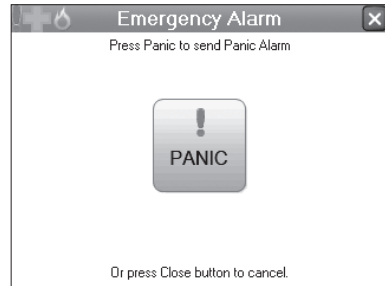 Emergency Alarm
Press Panic to send Panic Alarm
PANIC
Or press Close button to cancel.